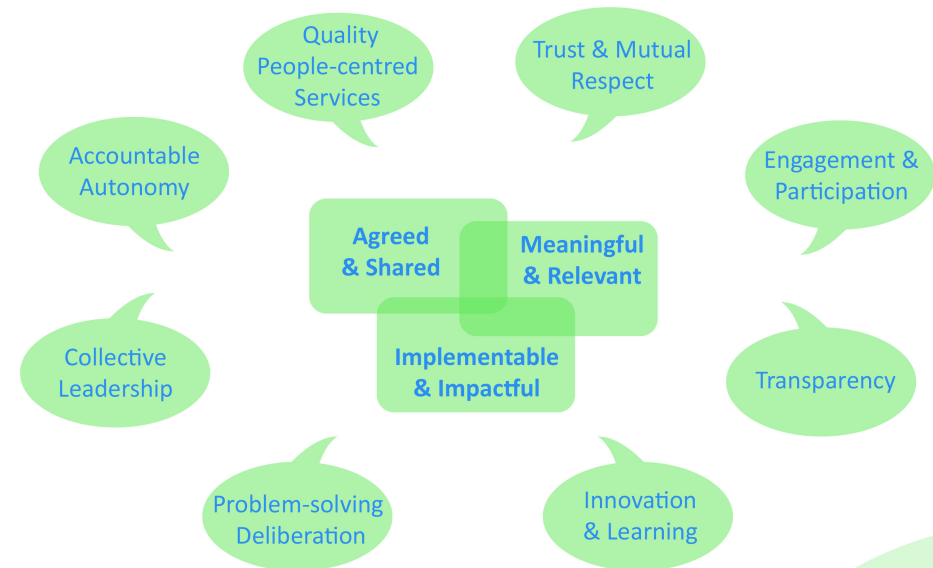 Quality
People-centred
Services
Trust & Mutual
Respect
Accountable
Autonomy
Engagement &
Participation
Agreed
& Shared
Meaningful
& Relevant
Implementable
& Impactful
Collective
Leadership
Transparency
Problem-solving
Deliberation
Innovation
& Learning